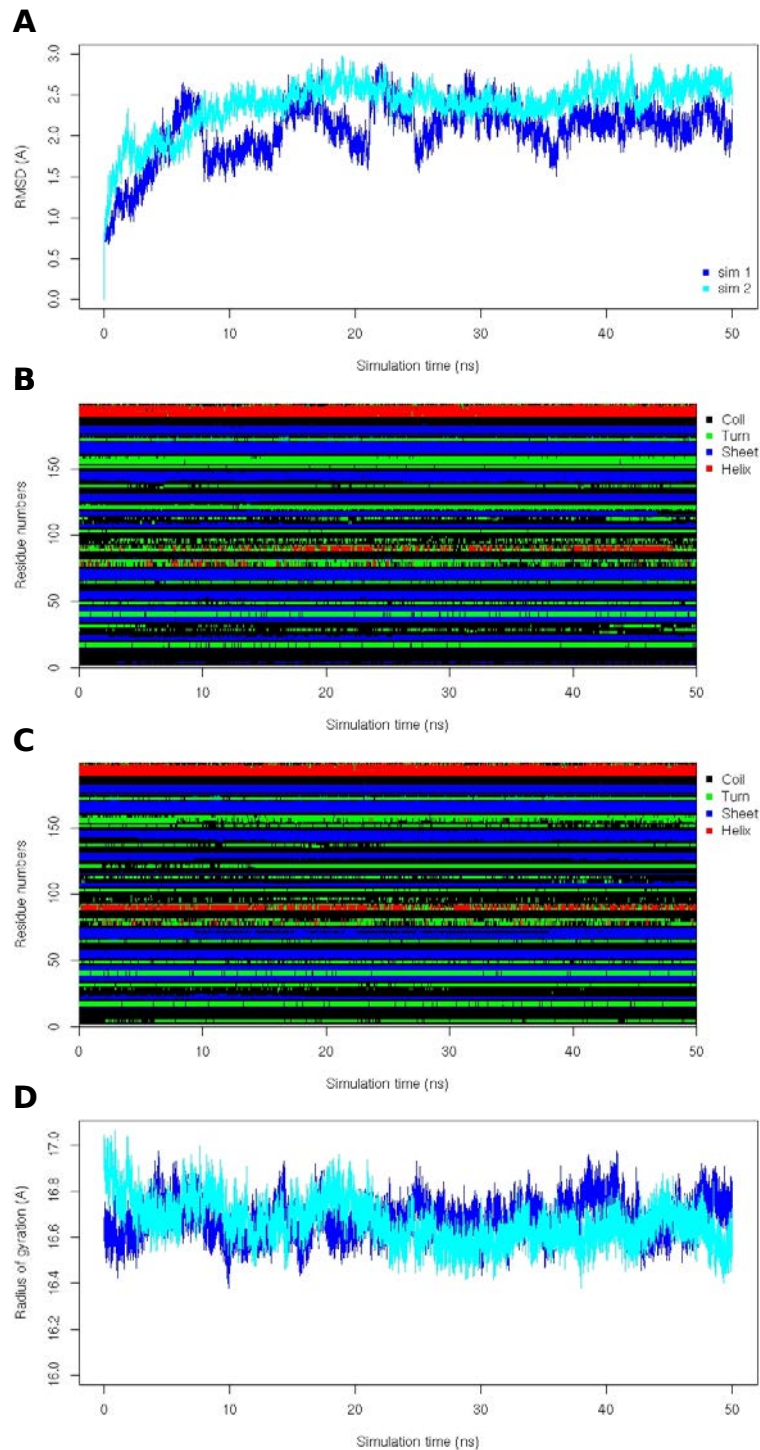 A
RMSD (A)
3.0
2.5
2.0
1.5
1.0
0.5
0.0
sim 1
sim 2
0 10 20 30 40 50
Simulation time (ns)
B
Residue numbers
150
100
50
0
Coil
Turn
Sheet
Helix
0 10 20 30 40 50
Simulation time (ns)
C
Residue numbers
150
100
50
0
Coil
Turn
Sheet
Helix
0 10 20 30 40 50
Simulation time (ns)
D
Radius of gyration (A)
17.0
16.8
16.6
16.4
16.2
16.0
0 10 20 30 40 50
Simulation time (ns)